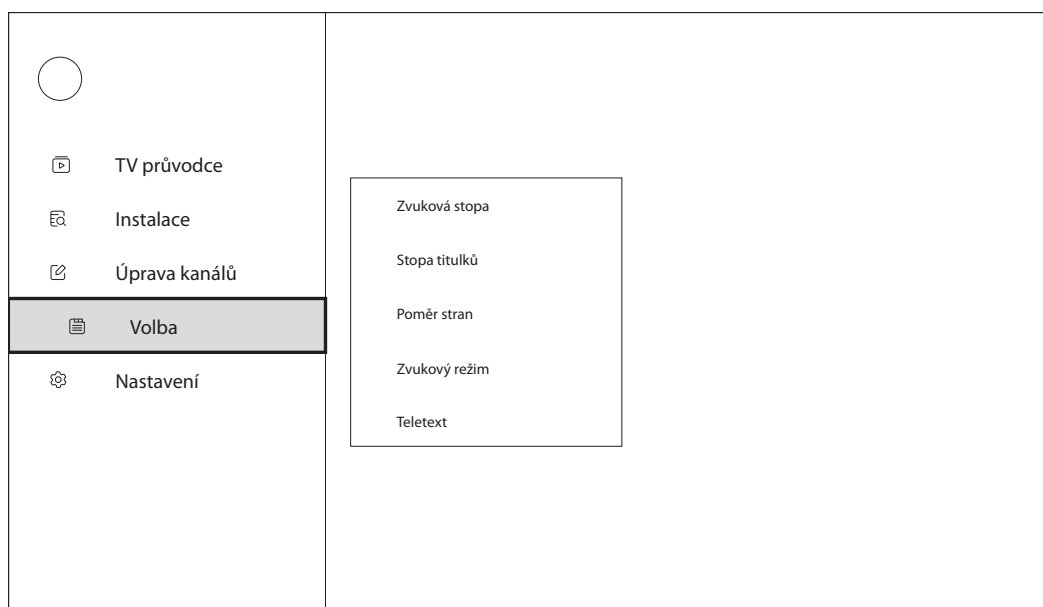 TV průvodce
Instalace
Úprava kanálů
Volba
Nastavení
Zvuková stopa
Stopa titulků
Poměr stran
Zvukový režim
Teletext